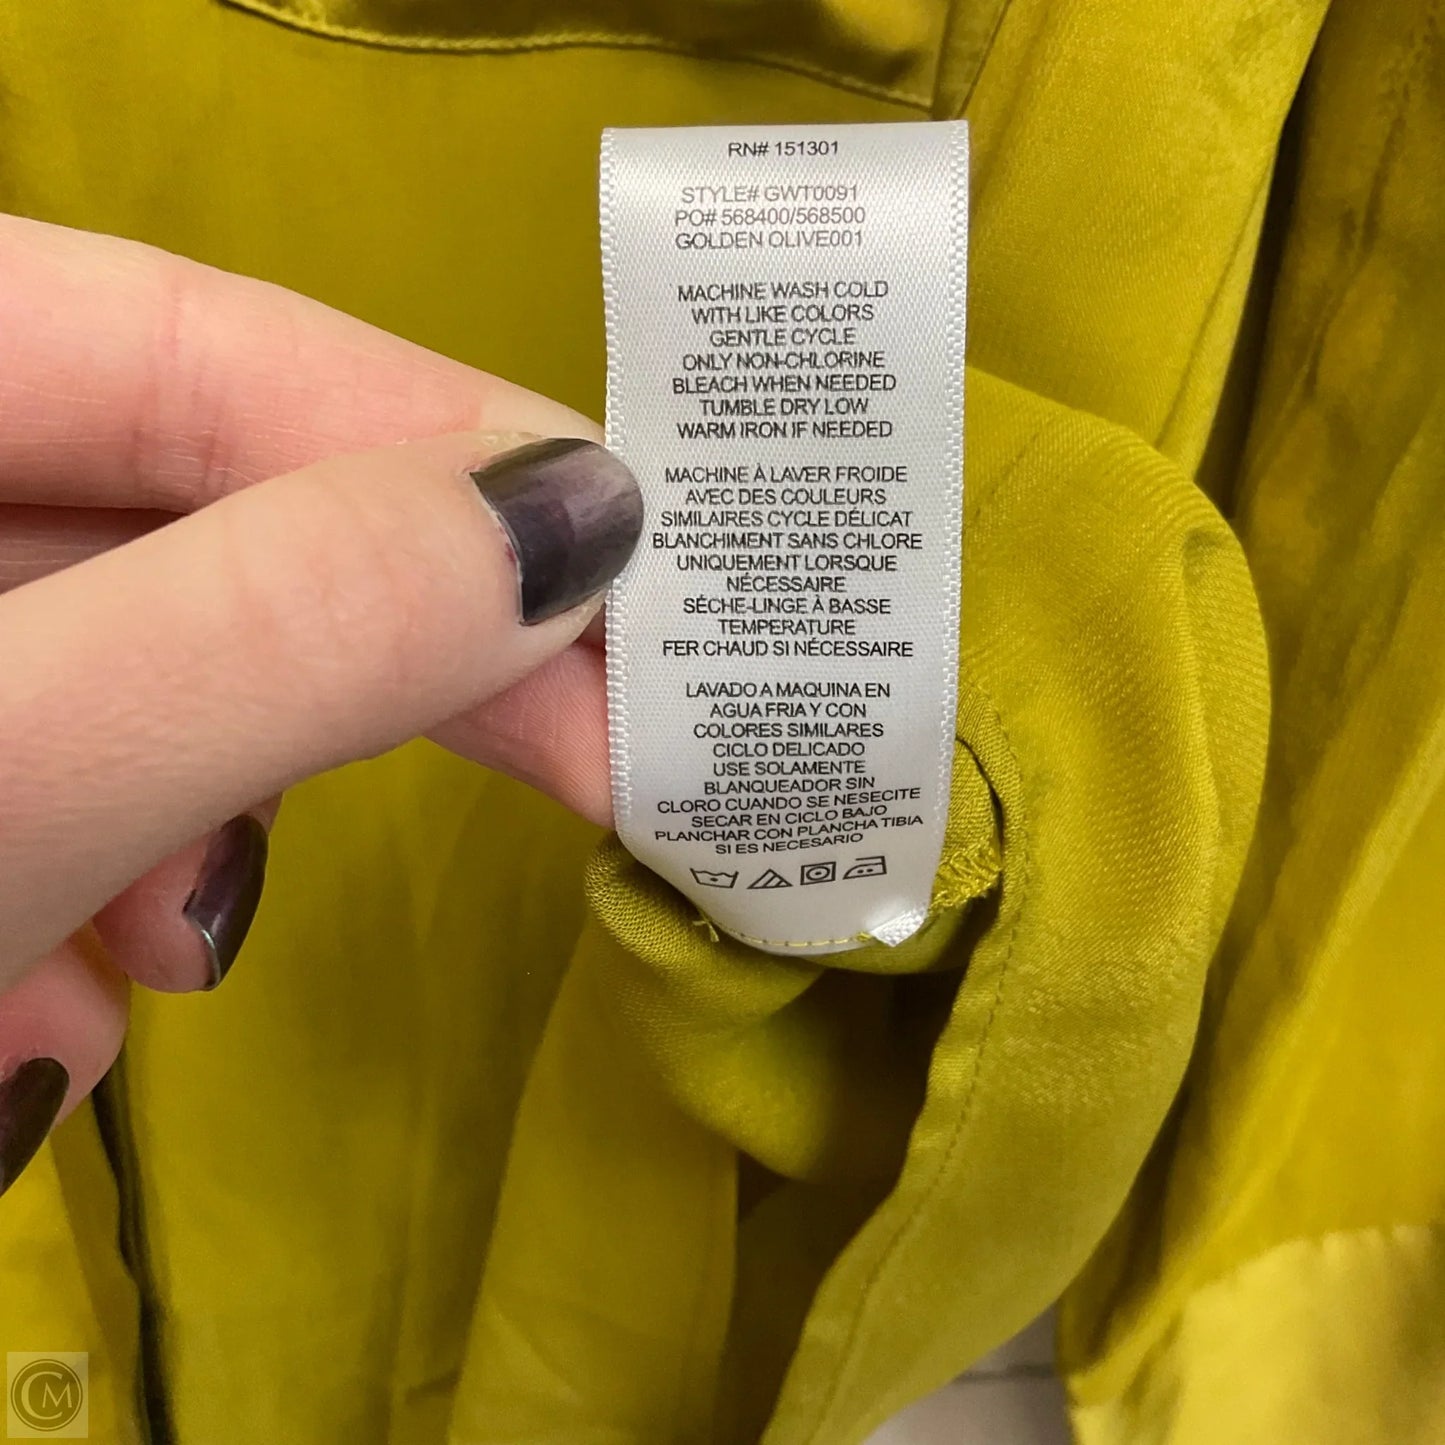 RN# 151301
STYLE# GWT0091
PO# 568400/568500
GOLDEN OLIVE001
MACHINE WASH COLD
WITH LIKE COLORS
GENTLE CYCLE
ONLY NON-CHLORINE
BLEACH WHEN NEEDED
TUMBLE DRY LOW
WARM IRON IF NEEDED
MACHINE À LAVER FROIDE
AVEC DES COULEURS
SIMILAIRES CYCLE DÉLICAT
BLANCHIMENT SANS CHLORE
UNIQUEMENT LORSQUE
NÉCESSAIRE
SÉCHE-LINGE À BASSE
TEMPERATURE
FER CHAUD SI NÉCESSAIRE
LAVADO A MAQUINA EN
AGUA FRIA Y CON
COLORES SIMILARES
CICLO DELICADO
USE SOLAMENTE
BLANQUEADOR SIN
CLORO CUANDO SE NESECITE
SECAR EN CICLO BAJO
PLANCHAR CON PLANCHA TIBIA
SI ES NECESARIO
CM